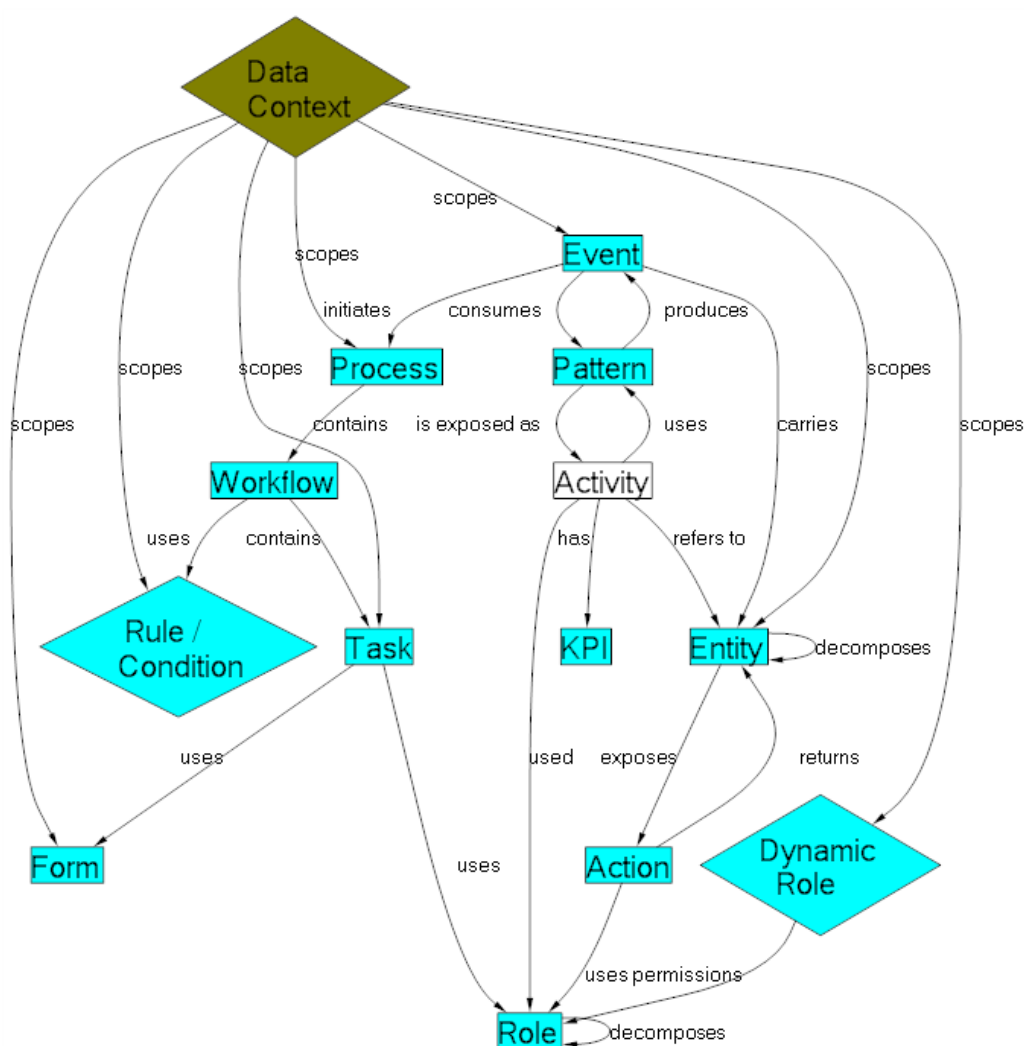 Data
Context
scopes
Event
scopes
initiates
consumes
produces
Process
Pattern
scopes
scopes
scopes
scopes
contains
is exposed as
uses
carries
scopes
Workflow
Activity
uses
contains
has
refers to
Rule /
Condition
Task
KPI
Entity
decomposes
uses
used
exposes
returns
Form
Action
Dynamic
Role
uses
uses permissions
Role
decomposes